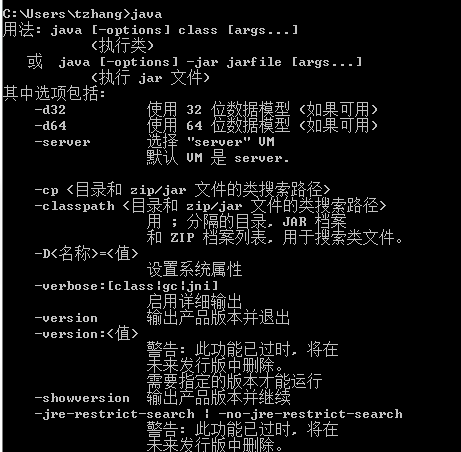 C:\Users\tzhang>java
用法: java [-options] class [args...]
(执行类)
或  java [-options] -jar jarfile [args...]
(执行 jar 文件)
其中选项包括:
-d32 使用 32 位数据模型 (如果可用)
-d64 使用 64 位数据模型 (如果可用)
-server 选择 "server" VM
默认 VM 是 server.
-cp <目录和 zip/jar 文件的类搜索路径>
-classpath <目录和 zip/jar 文件的类搜索路径>
用 ; 分隔的目录, JAR 档案
和 ZIP 档案列表, 用于搜索类文件。
-D<名称>=<值>
设置系统属性
-verbose:[class|gc|jni]
启用详细输出
-version 输出产品版本并退出
-version:<值>
警告: 此功能已过时, 将在
未来发行版中删除。
需要指定的版本才能运行
-showversion 输出产品版本并继续
-jre-restrict-search | -no-jre-restrict-search
警告: 此功能已过时, 将在
未来发行版中删除。